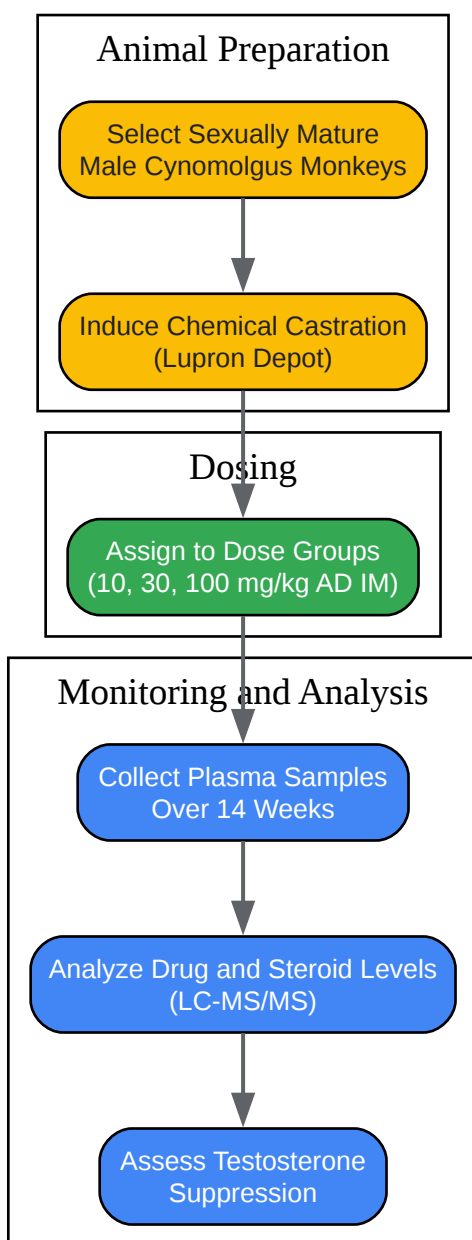 Animal Preparation
Select Sexually Mature
Male Cynomolgus Monkeys
Induce Chemical Castration
(Lupron Depot)
Dosing
Assign to Dose Groups
(10, 30, 100 mg/kg AD IM)
Monitoring and Analysis
Collect Plasma Samples
Over 14 Weeks
Analyze Drug and Steroid Levels
(LC-MS/MS)
Assess Testosterone
Suppression